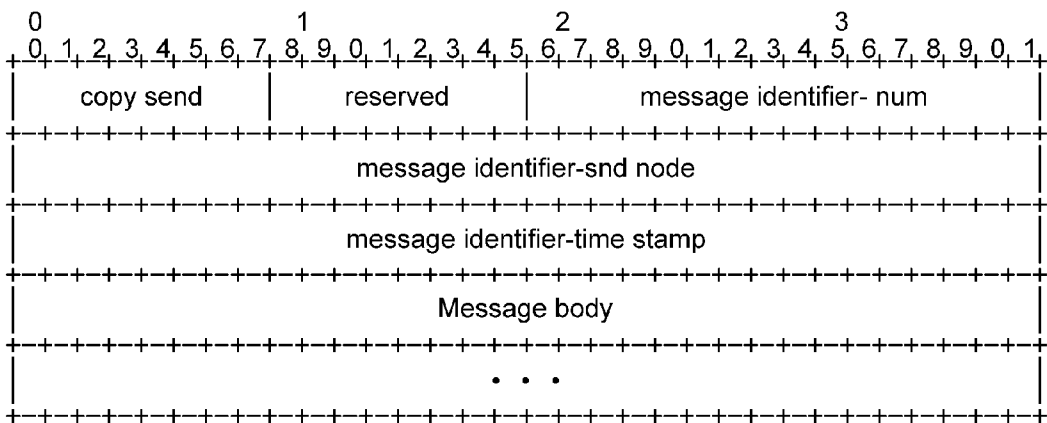 0 1 2 3
0 1 2 3 4 5 6 7 8 9 0 1 2 3 4 5 6 7 8 9 0 1 2 3 4 5 6 7 8 9 0 1
copy send reserved message identifier- num
message identifier-snd node
message identifier-time stamp
Message body
. . .